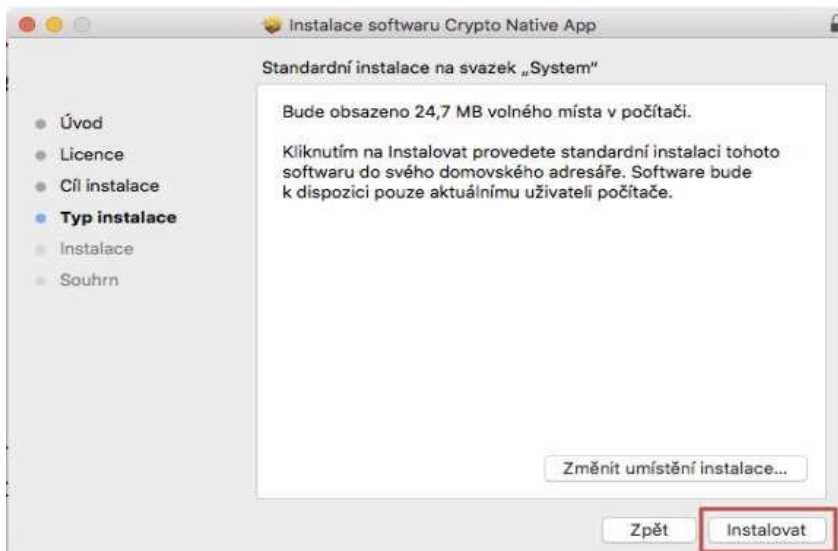 Instalace softwaru Crypto Native App
Standardní instalace na svazek „System“
Úvod
Licence
Cíl instalace
Typ instalace
Instalace
Souhrn
Bude obsazeno 24,7 MB volného místa v počítači.
Kliknutím na Instalovat provedete standardní instalaci tohoto
softwaru do svého domovského adresáře. Software bude
k dispozici pouze aktuálnímu uživateli počítače.
Změnit umístění instalace...
Zpět
Instalovat